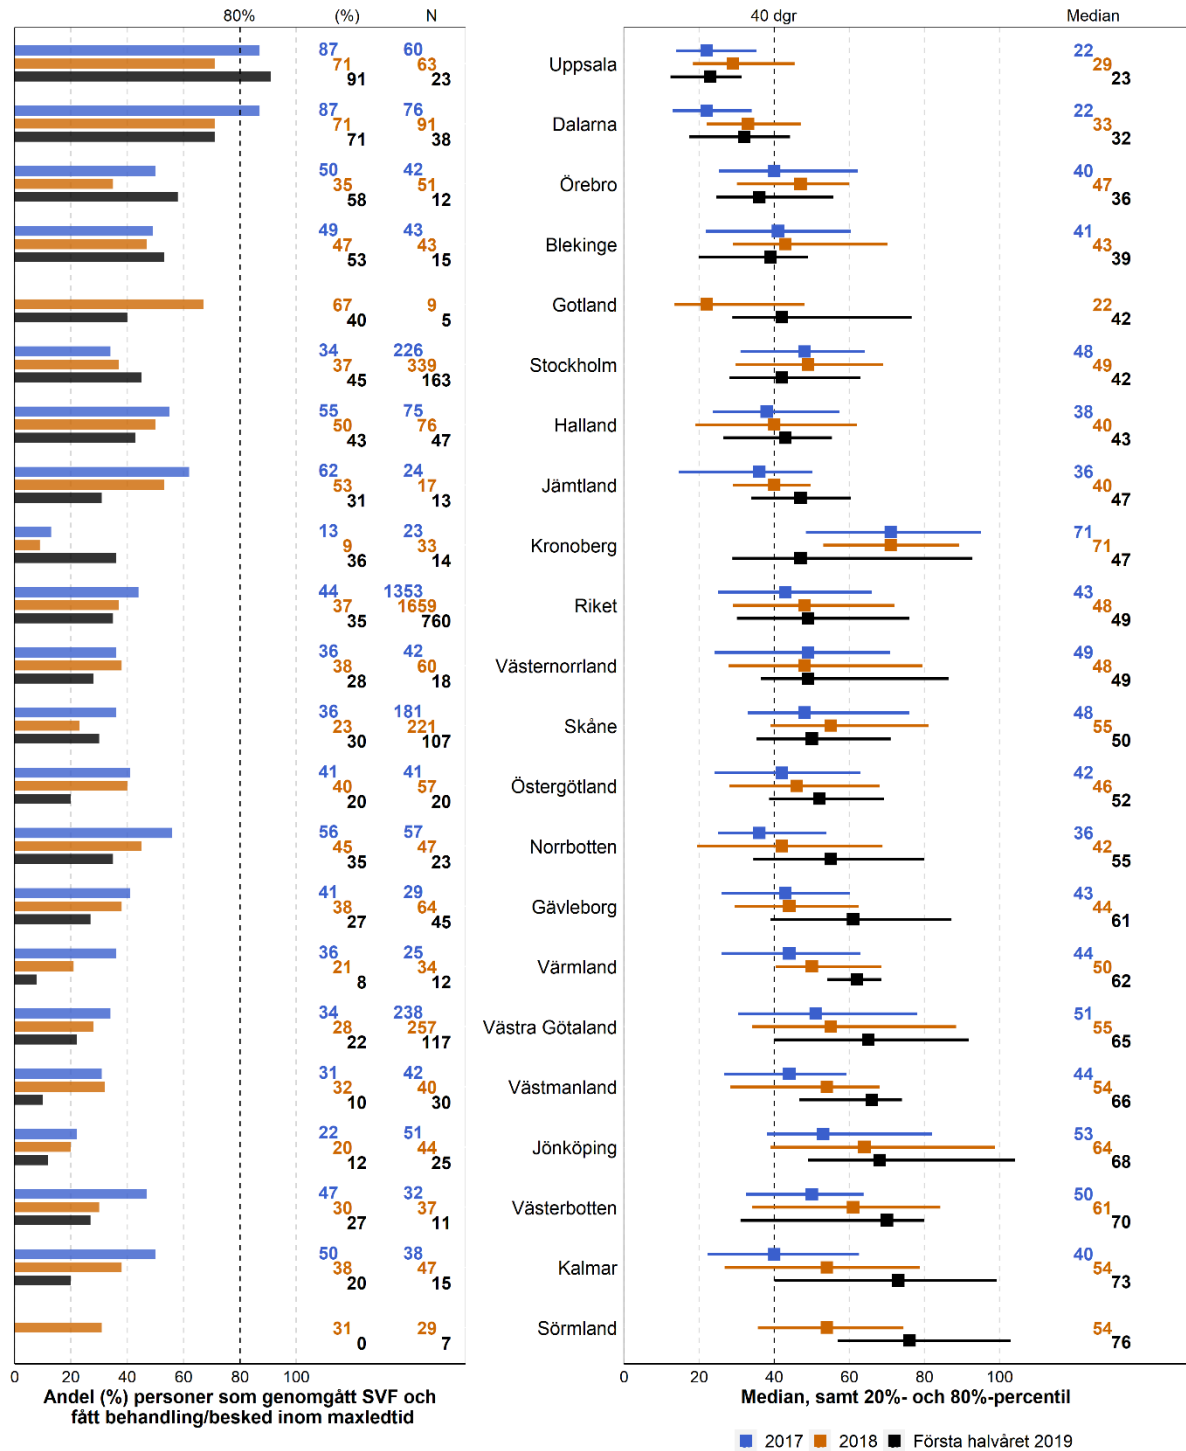 80% (%) N 40 dgr Median
87 60 22
71 63 Uppsala 29
91 23 23
87 76 22
71 91 Dalarna 33
71 38 32
50 42 40
35 51 Örebro 47
58 12 36
49 43 41
47 43 Blekinge 43
53 15 39
67 9 Gotland 22
40 5 42
34 226 48
37 339 Stockholm 49
45 163 42
55 75 38
50 76 Halland 40
43 47 43
62 24 36
53 17 Jämtland 40
31 13 47
13 23 71
9 33 Kronoberg 71
36 14 47
44 1353 43
37 1659 Riket 48
35 760 49
36 42 49
38 60 Västernorrland 48
28 18 49
36 181 48
23 221 Skåne 55
30 107 50
41 41 42
40 57 Östergötland 46
20 20 52
56 57 36
45 47 Norrbotten 42
35 23 55
41 29 43
38 64 Gävleborg 44
27 45 61
36 25 44
21 34 Värmland 50
8 12 62
34 238 51
28 257 Västra Götaland 55
22 117 65
31 42 44
32 40 Västmanland 54
10 30 66
22 51 53
20 44 Jönköping 64
12 25 68
47 32 50
30 37 Västerbotten 61
27 11 70
50 38 40
38 47 Kalmar 54
20 15 73
31 29 Sörmland 54
0 7 76
0 20 40 60 80 100 0 20 40 60 80 100
Andel (%) personer som genomgått SVF och
fått behandling/besked inom maxledtid
Median, samt 20%- och 80%-percentil
2017 2018 Första halvåret 2019